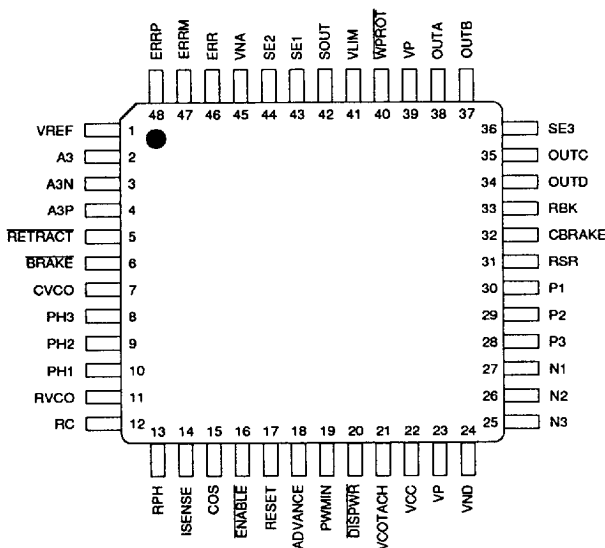 ERRP
ERRM
ERR
VNA
SE2
SE1
SOUT
VLIM
WPROT
VP
OUTA
OUTB
48 47 46 45 44 43 42 41 40 39 38 37
VREF 1
A3 2
A3N 3
A3P 4
RETRACT 5
BRAKE 6
CVCO 7
PH3 8
PH2 9
PH1 10
RVCO 11
RC 12
36 SE3
35 OUTC
34 OUTD
33 RBK
32 CBRAKE
31 RSR
30 P1
29 P2
28 P3
27 N1
26 N2
25 N3
13 14 15 16 17 18 19 20 21 22 23 24
RPH
ISENSE
COS
ENABLE
RESET
ADVANCE
PWMIN
DISPWR
VCOTACH
VCC
VP
VND